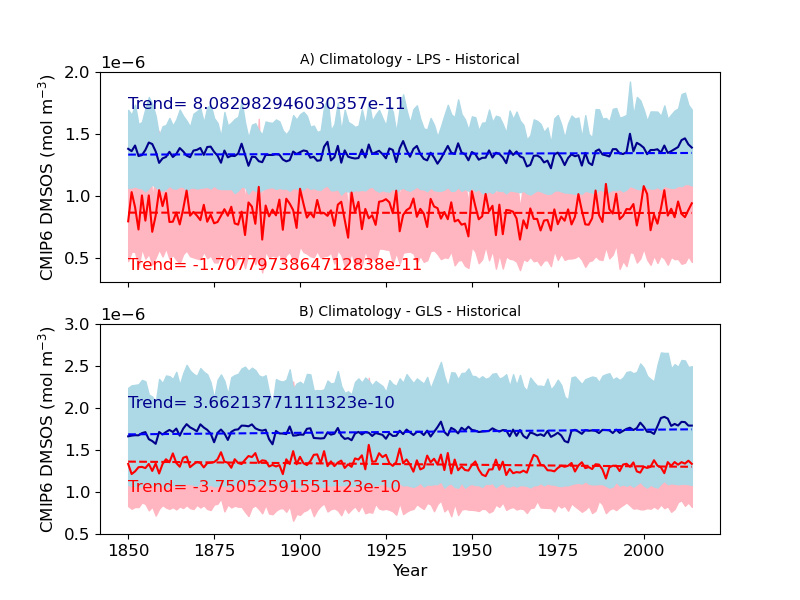 A) Climatology - LPS - Historical
1e−6
2.0
Trend= 8.082982946030357e-11
1.5
1.0
0.5
Trend= -1.7077973864712838e-11
CMIP6 DMSOS (mol m⁻³)
B) Climatology - GLS - Historical
1e−6
3.0
2.5
2.0
Trend= 3.66213771111323e-10
1.5
1.0
Trend= -3.75052591551123e-10
0.5
CMIP6 DMSOS (mol m⁻³)
1850 1875 1900 1925 1950 1975 2000
Year